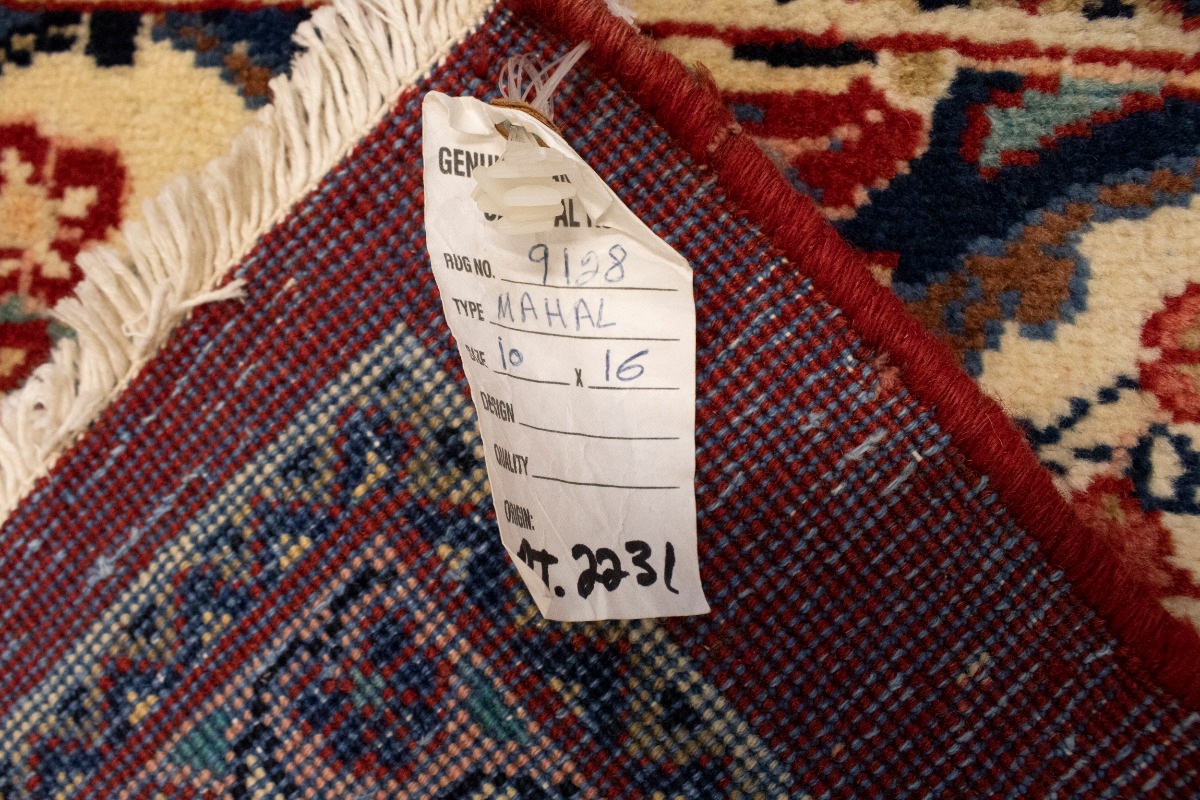 RUG NO. 9128
TYPE MAHAL
10 X 16
DESIGN
QUALITY
ORIGIN:
2231